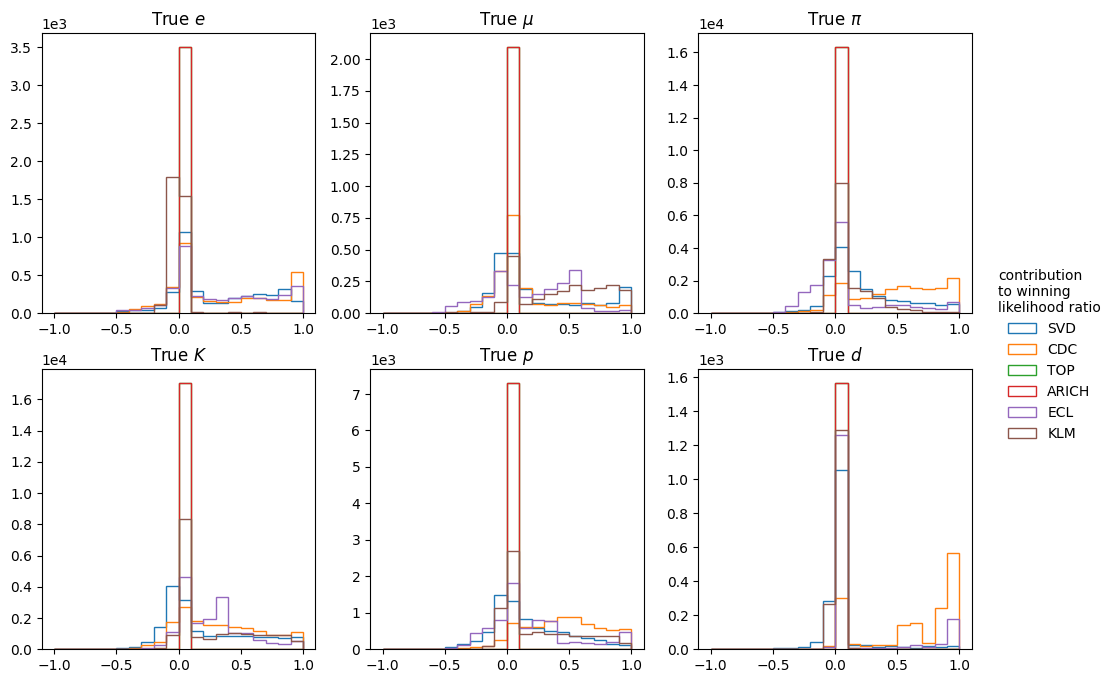 True e
1e3
3.5
3.0
2.5
2.0
1.5
1.0
0.5
0.0
−1.0 −0.5 0.0 0.5 1.0
True μ
1e3
2.00
1.75
1.50
1.25
1.00
0.75
0.50
0.25
0.00
−1.0 −0.5 0.0 0.5 1.0
True π
1e4
1.6
1.4
1.2
1.0
0.8
0.6
0.4
0.2
0.0
−1.0 −0.5 0.0 0.5 1.0
True K
1e4
1.6
1.4
1.2
1.0
0.8
0.6
0.4
0.2
0.0
−1.0 −0.5 0.0 0.5 1.0
True p
1e3
7
6
5
4
3
2
1
0
−1.0 −0.5 0.0 0.5 1.0
True d
1e3
1.6
1.4
1.2
1.0
0.8
0.6
0.4
0.2
0.0
−1.0 −0.5 0.0 0.5 1.0
contribution
to winning
likelihood ratio
SVD
CDC
TOP
ARICH
ECL
KLM